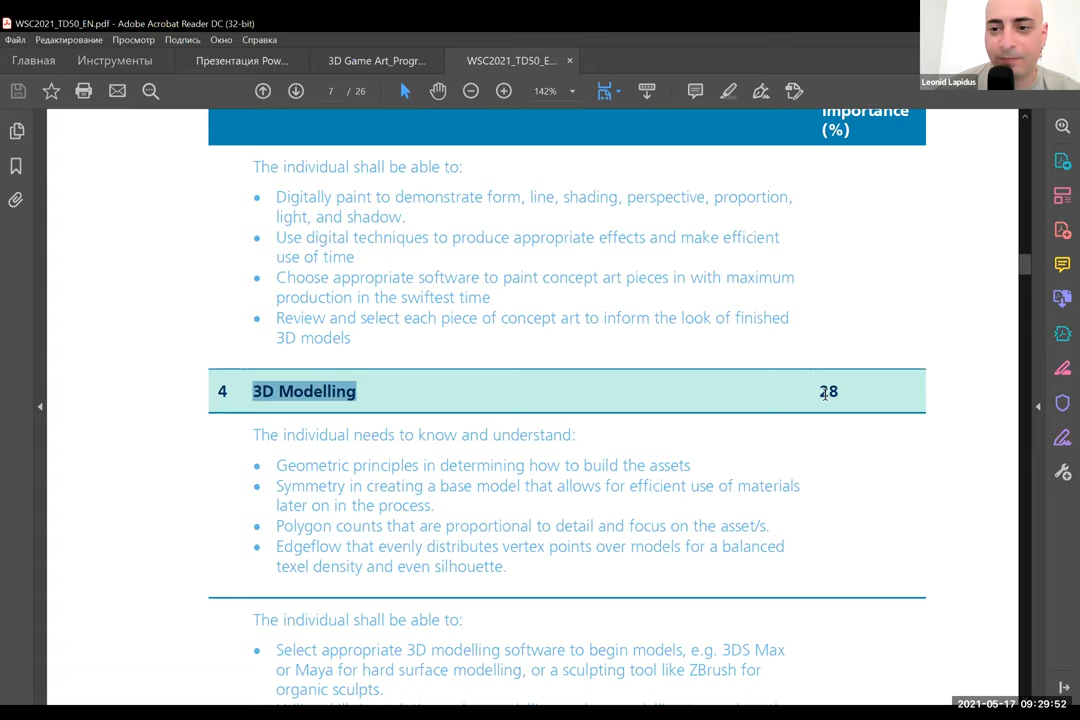 WSC2021_TD50_EN.pdf - Adobe Acrobat Reader DC (32-bit)
Файл Редактирование Просмотр Подпись Окно Справка
Главная Инструменты Презентация Pow... 3D Game Art_Progr... WSC2021_TD50_E... ×
7 / 26 142%
Leonid Lapidus
importance
(%)
The individual shall be able to:
• Digitally paint to demonstrate form, line, shading, perspective, proportion,
light, and shadow.
• Use digital techniques to produce appropriate effects and make efficient
use of time
• Choose appropriate software to paint concept art pieces in with maximum
production in the swiftest time
• Review and select each piece of concept art to inform the look of finished
3D models
4 3D Modelling 28
The individual needs to know and understand:
• Geometric principles in determining how to build the assets
• Symmetry in creating a base model that allows for efficient use of materials
later on in the process.
• Polygon counts that are proportional to detail and focus on the asset/s.
• Edgeflow that evenly distributes vertex points over models for a balanced
texel density and even silhouette.
The individual shall be able to:
• Select appropriate 3D modelling software to begin models, e.g. 3DS Max
or Maya for hard surface modelling, or a sculpting tool like ZBrush for
organic sculpts.
2021-05-17 09:29:52